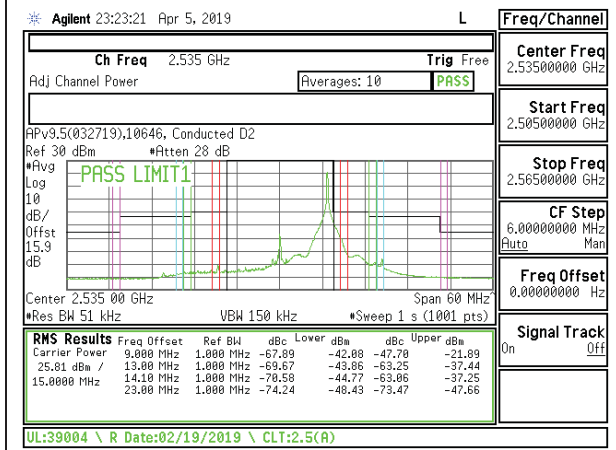 Agilent 23:23:21 Apr 5, 2019 L
Freq/Channel
Ch Freq 2.535 GHz Trig Free
Adj Channel Power Averages: 10 PASS
APv9.5(032719),10646, Conducted D2
Ref 30 dBm #Atten 28 dB
#Avg
Log
10
dB/
Offst
15.9
dB
PASS LIMIT1
Center 2.535 00 GHz Span 60 MHz^
#Res BW 51 kHz VBW 150 kHz #Sweep 1 s (1001 pts)
RMS Results Freq Offset Ref BW dBc Lower dBm dBc Upper dBm
Carrier Power 9.000 MHz 1.000 MHz -67.89 -42.08 -47.70 -21.89
25.81 dBm / 13.00 MHz 1.000 MHz -69.67 -43.86 -63.25 -37.44
15.0000 MHz 14.10 MHz 1.000 MHz -70.58 -44.77 -63.06 -37.25
23.00 MHz 1.000 MHz -74.24 -48.43 -73.47 -47.66
UL:39004 \ R Date:02/19/2019 \ CLT:2.5(A)
Center Freq
2.53500000 GHz
Start Freq
2.50500000 GHz
Stop Freq
2.56500000 GHz
CF Step
6.00000000 MHz
Auto Man
Freq Offset
0.00000000 Hz
Signal Track
On Off